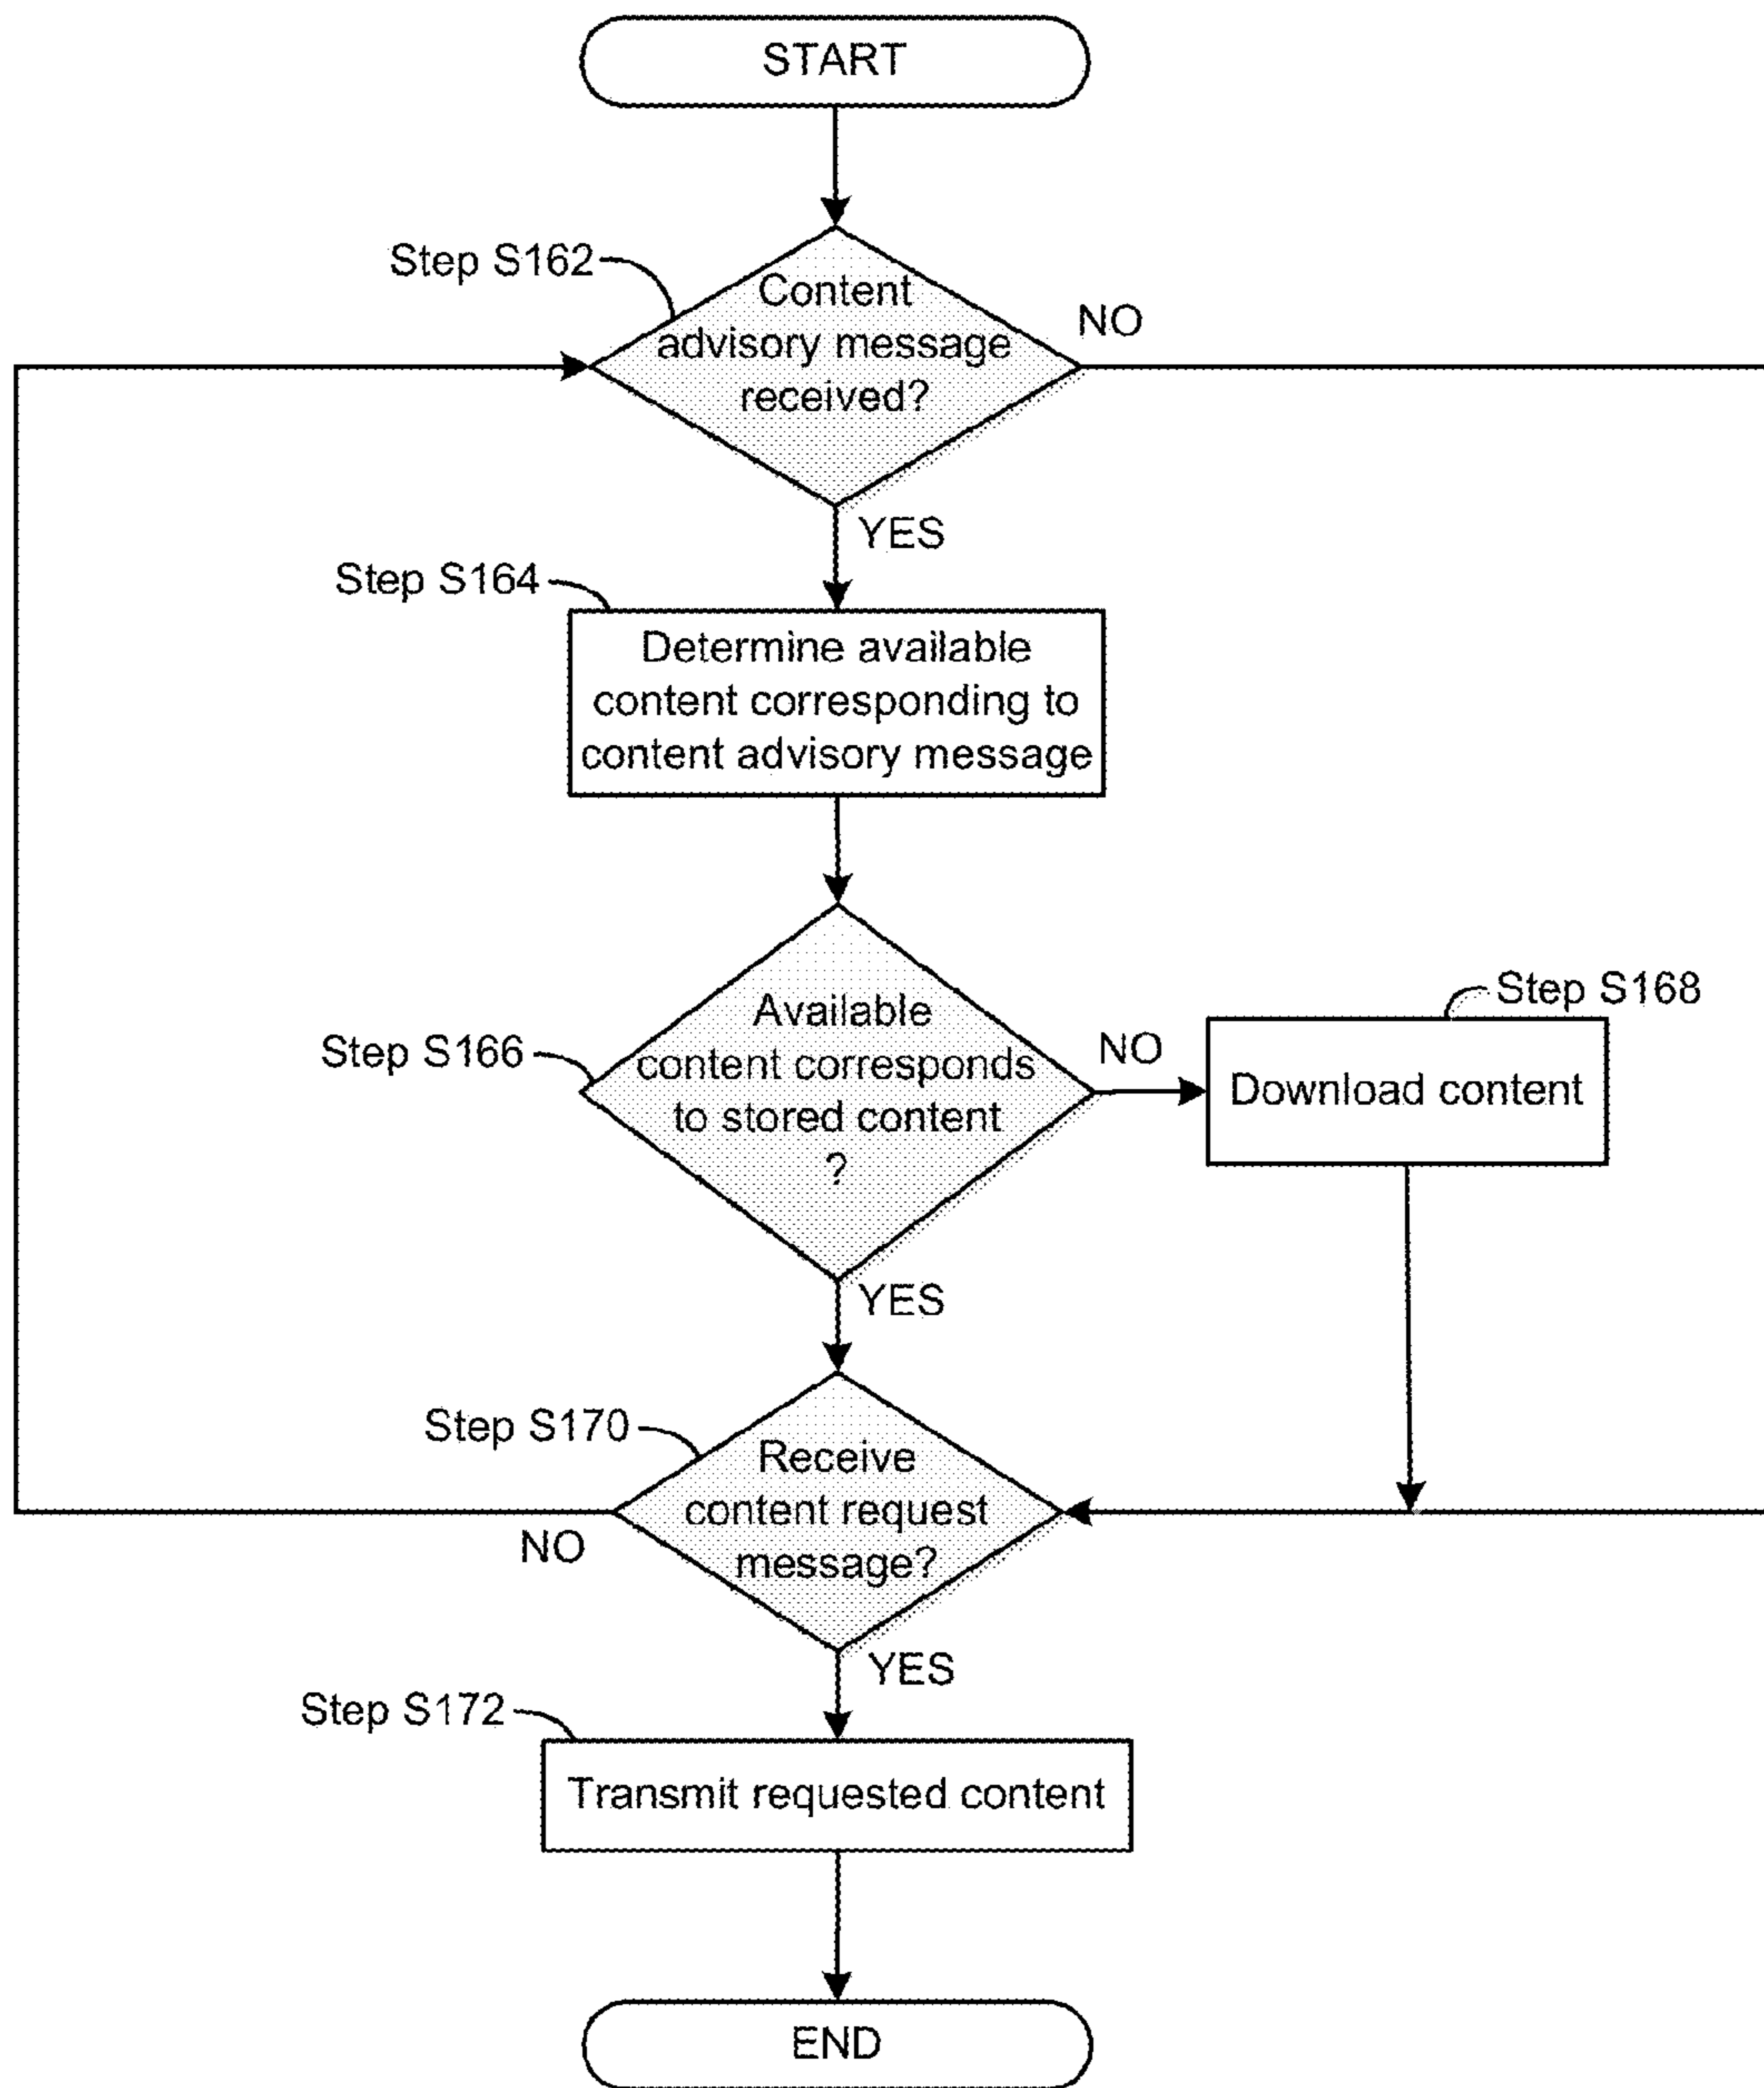 START
Step S162
Content
advisory message
received?
NO
YES
Step S164
Determine available
content corresponding to
content advisory message
Step S166
Available
content corresponds
to stored content
?
NO
Step S168
Download content
YES
Step S170
Receive
content request
message?
NO
YES
Step S172
Transmit requested content
END